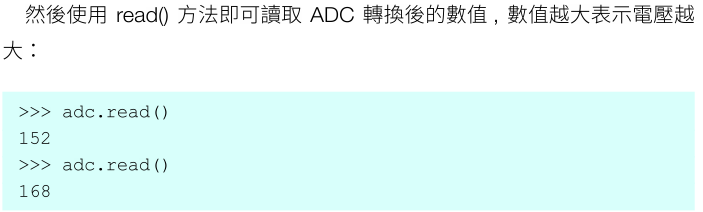 然後使用 read() 方法即可讀取 ADC 轉換後的數值 , 數值越大表示電壓越
大：
>>> adc.read()
152
>>> adc.read()
168